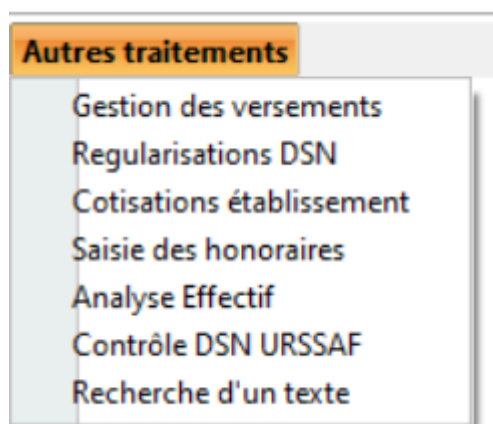 Autres traitements
Gestion des versements
Regularisations DSN
Cotisations établissement
Saisie des honoraires
Analyse Effectif
Contrôle DSN URSSAF
Recherche d'un texte